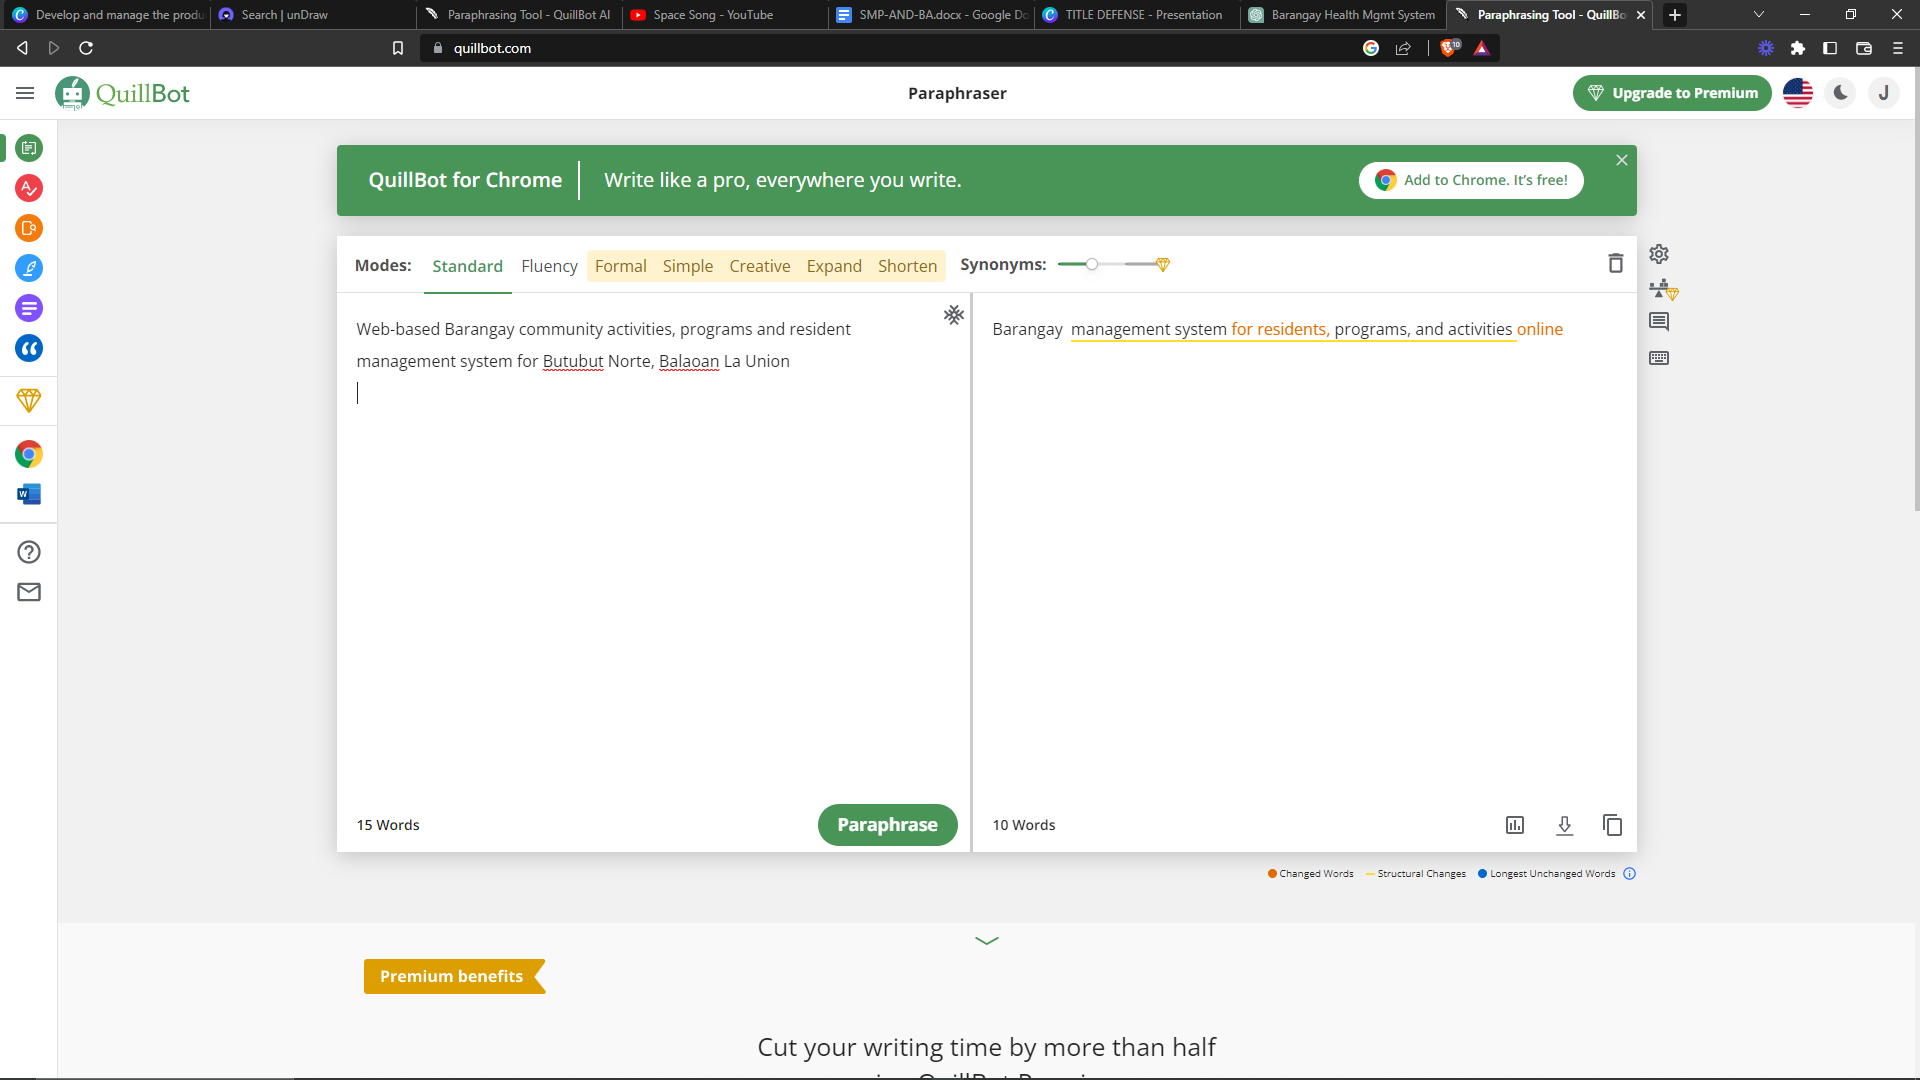 Develop and manage the produ
Search | unDraw
Paraphrasing Tool - QuillBot AI
Space Song - YouTube
SMP-AND-BA.docx - Google Do
TITLE DEFENSE - Presentation
Barangay Health Mgmt System
Paraphrasing Tool - QuillBo
quillbot.com
10
QuillBot
Paraphraser
Upgrade to Premium
J
QuillBot for Chrome
Write like a pro, everywhere you write.
Add to Chrome. It's free!
Modes:
Standard
Fluency
Formal
Simple
Creative
Expand
Shorten
Synonyms:
Web-based Barangay community activities, programs and resident
management system for Butubut Norte, Balaoan La Union
Barangay management system for residents, programs, and activities online
15 Words
Paraphrase
10 Words
Changed Words
Structural Changes
Longest Unchanged Words
Premium benefits
Cut your writing time by more than half